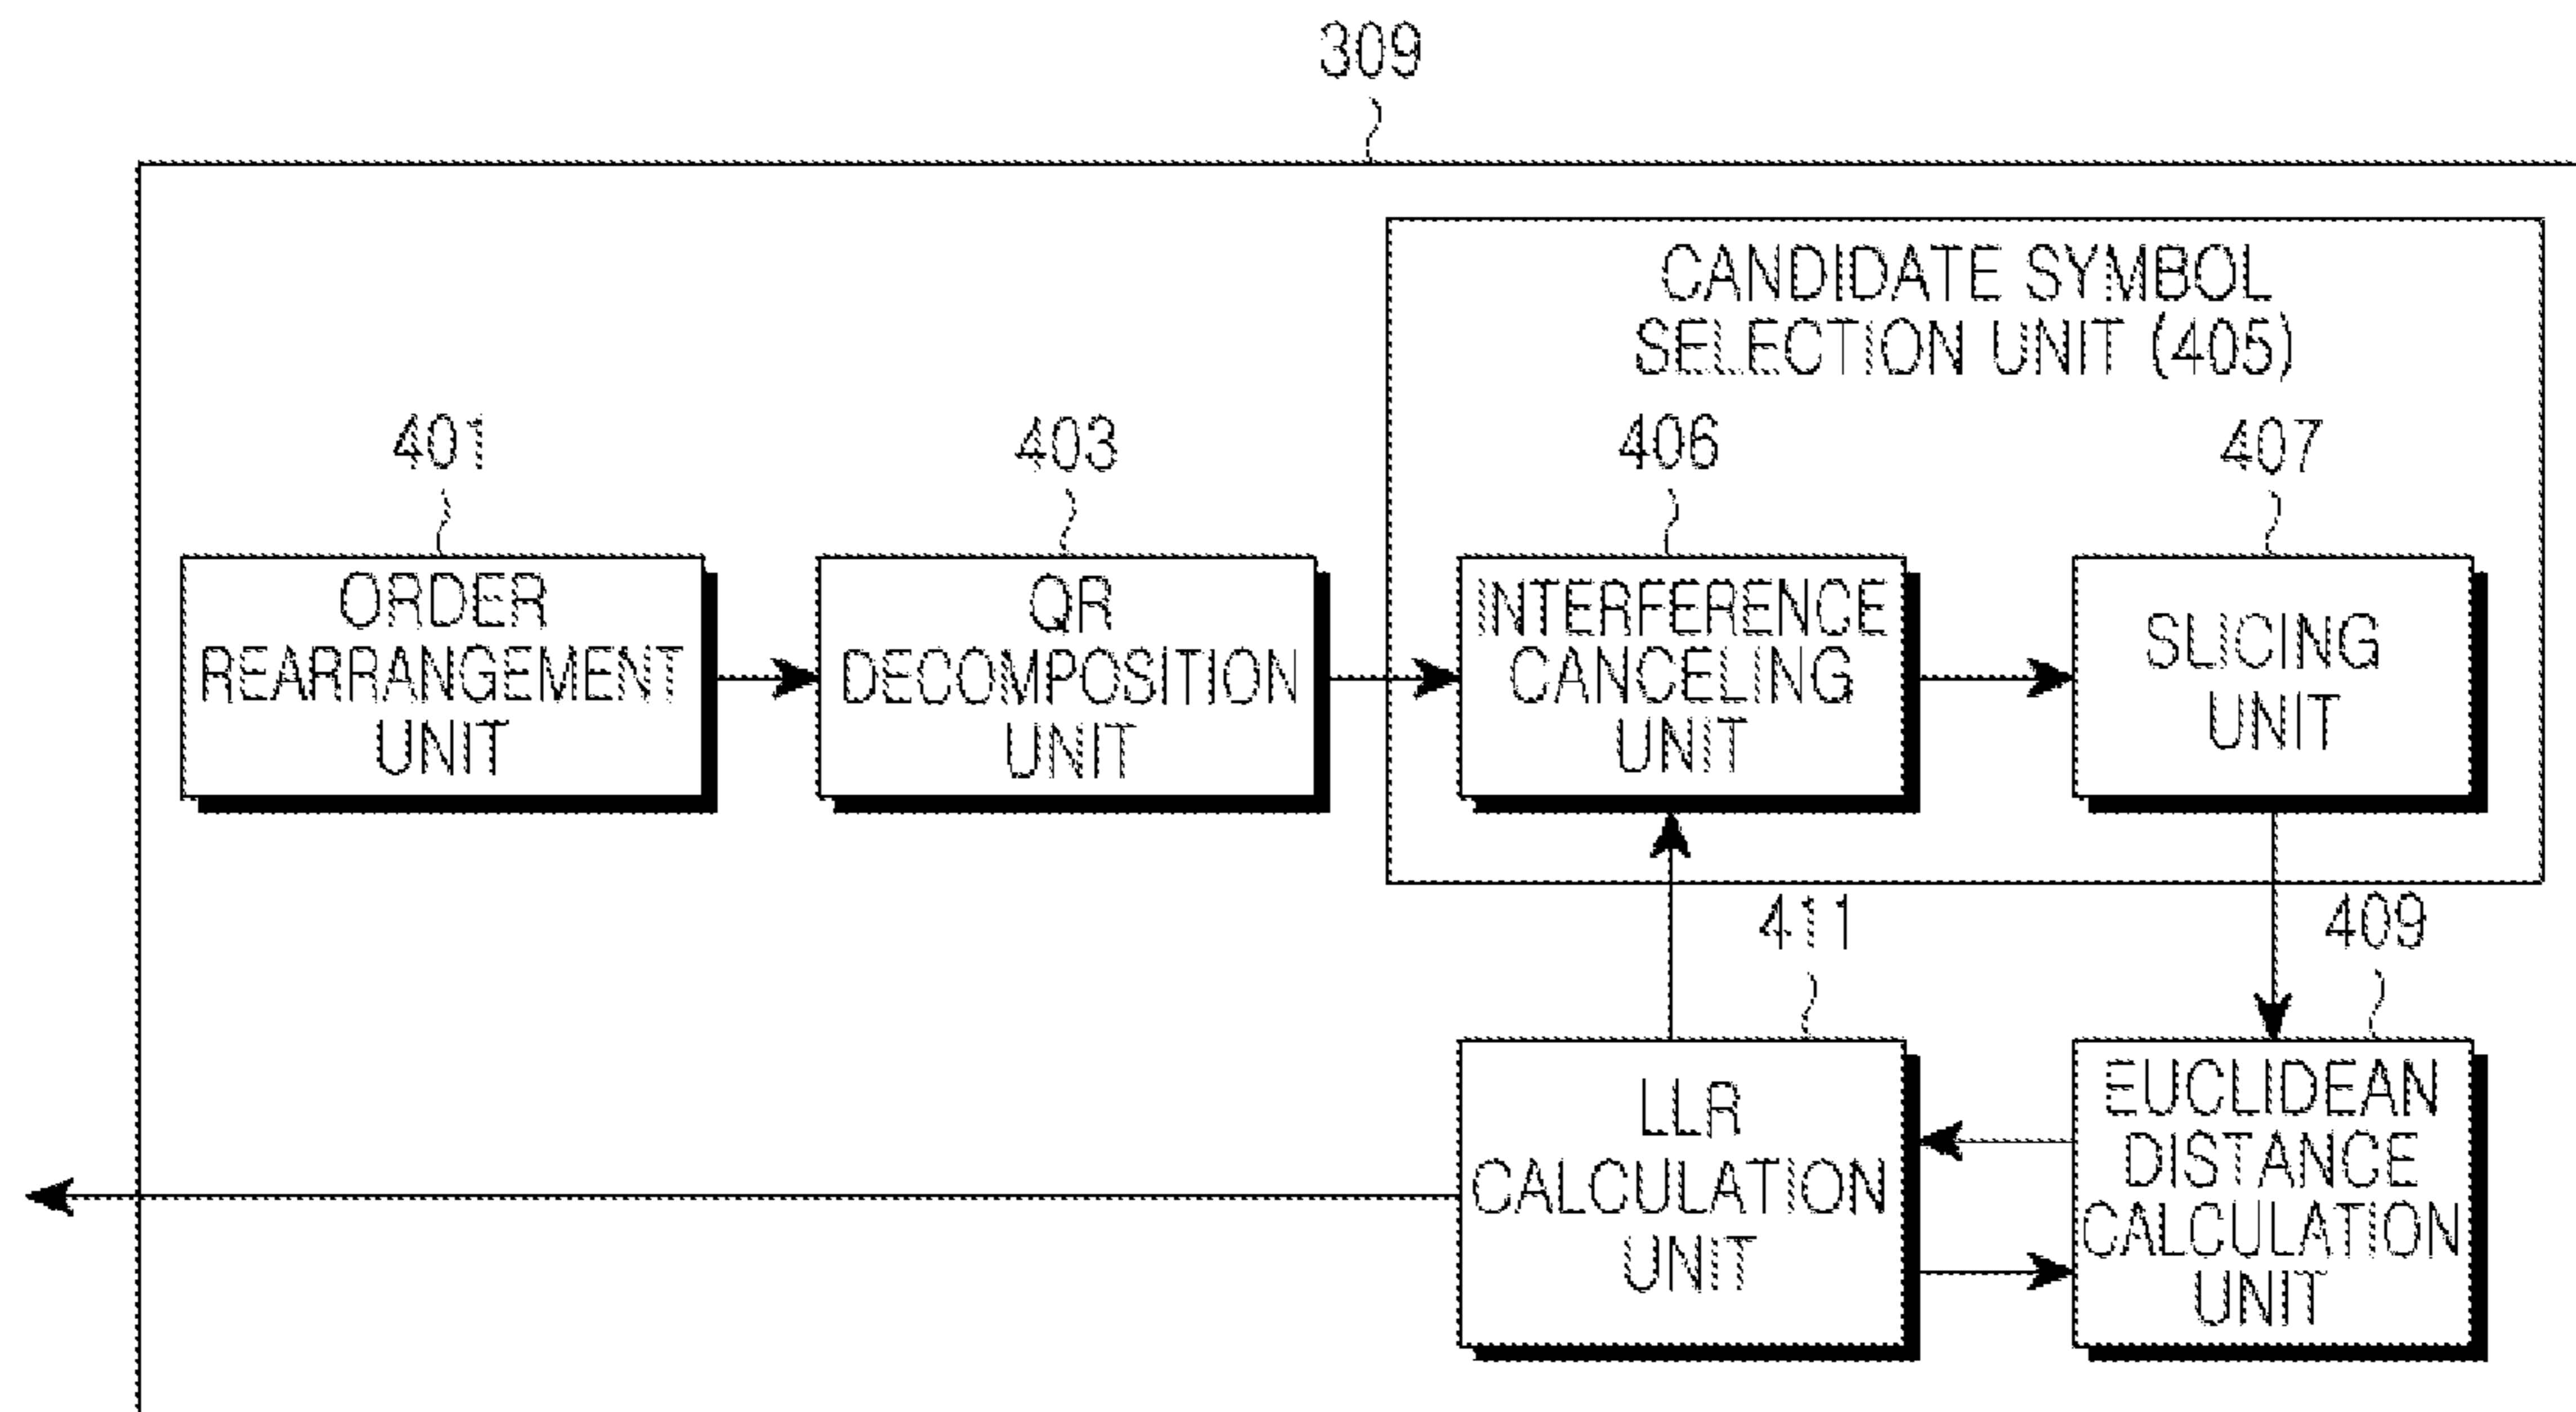 309
CANDIDATE SYMBOL
SELECTION UNIT (405)
401
403
406
407
ORDER
REARRANGEMENT
UNIT
QR
DECOMPOSITION
UNIT
INTERFERENCE
CANCELING
UNIT
SLICING
UNIT
411
409
LLR
CALCULATION
UNIT
EUCLIDEAN
DISTANCE
CALCULATION
UNIT